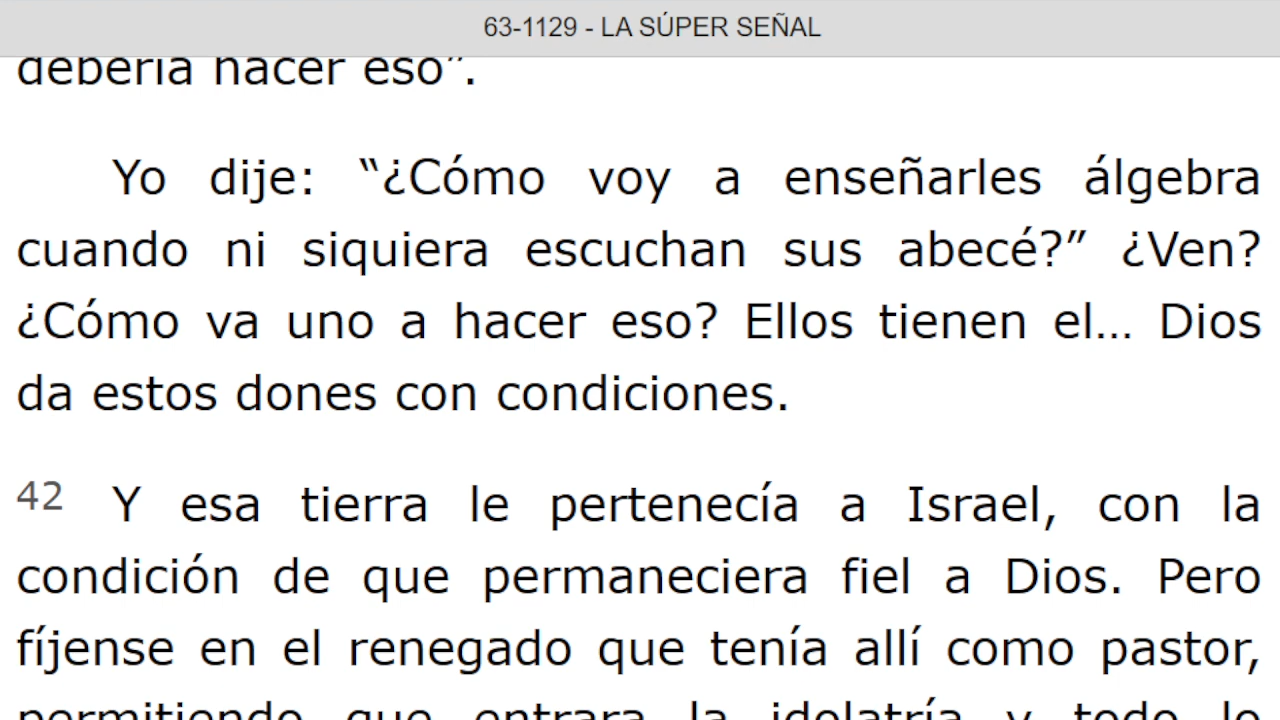 63-1129 - LA SÚPER SEÑAL
debería hacer eso”.
Yo dije: “¿Cómo voy a enseñarles álgebra
cuando ni siquiera escuchan sus abecé?” ¿Ven?
¿Cómo va uno a hacer eso? Ellos tienen el… Dios
da estos dones con condiciones.
42 Y esa tierra le pertenecía a Israel, con la
condición de que permaneciera fiel a Dios. Pero
fíjense en el renegado que tenía allí como pastor,
permitiendo que entrara la idolatría y todo lo